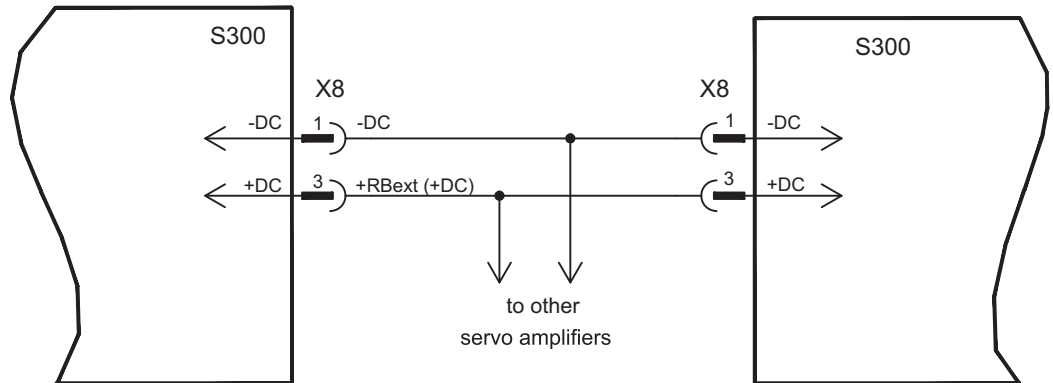 S300
S300
X8
X8
-DC
1
-DC
1
-DC
+DC
3
+RBext (+DC)
3
+DC
to other
servo amplifiers